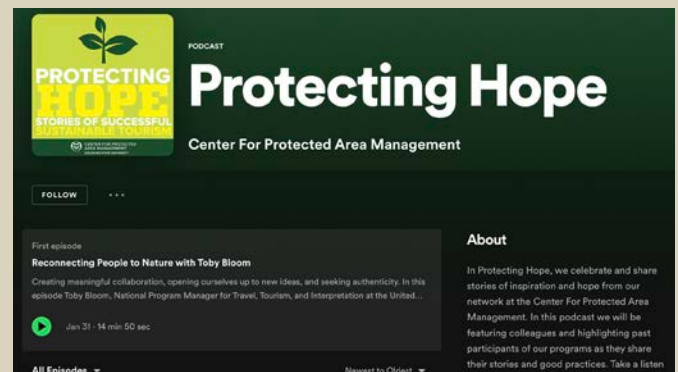 PROTECTING
HOPE
STORIES OF SUCCESSFUL
SUSTAINABLE TOURISM
CENTER FOR PROTECTED
AREA MANAGEMENT
PODCAST
Protecting Hope
Center For Protected Area Management
FOLLOW
First episode
Reconnecting People to Nature with Toby Bloom
Creating meaningful collaboration, opening ourselves up to new ideas, and seeking authenticity. In this
episode Toby Bloom, National Program Manager for Travel, Tourism, and Interpretation at the United...
Jan 31 · 14 min 50 sec
All Episodes
Newest to Oldest
About
In Protecting Hope, we celebrate and share
stories of inspiration and hope from our
network at the Center For Protected Area
Management. In this podcast we will be
featuring colleagues and highlighting past
participants of our programs as they share
their stories and good practices. Take a listen